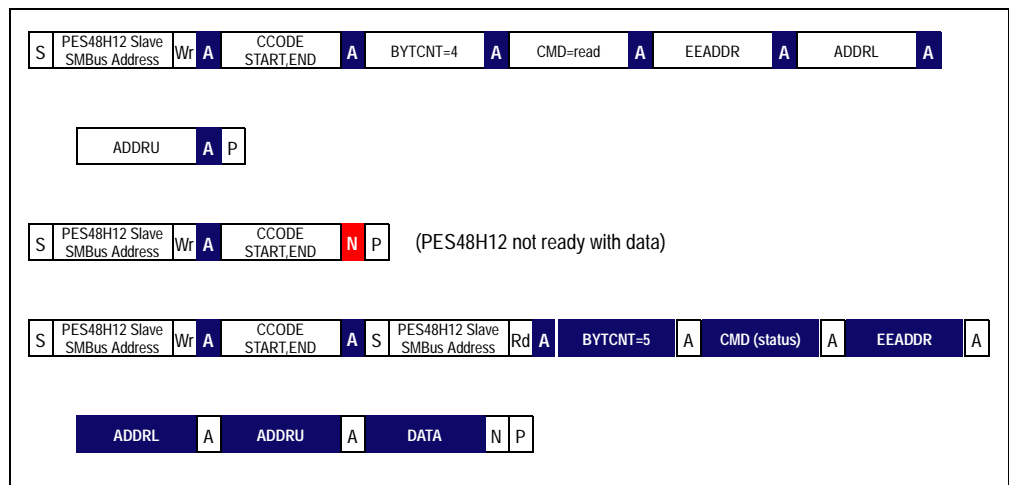 S PES48H12 Slave SMBus Address Wr A CCODE START,END A BYTCNT=4 A CMD=read A EEADDR A ADDRL A
ADDRU A P
S PES48H12 Slave SMBus Address Wr A CCODE START,END N P (PES48H12 not ready with data)
S PES48H12 Slave SMBus Address Wr A CCODE START,END A S PES48H12 Slave SMBus Address Rd A BYTCNT=5 A CMD (status) A EEADDR A
ADDRL A ADDRU A DATA N P